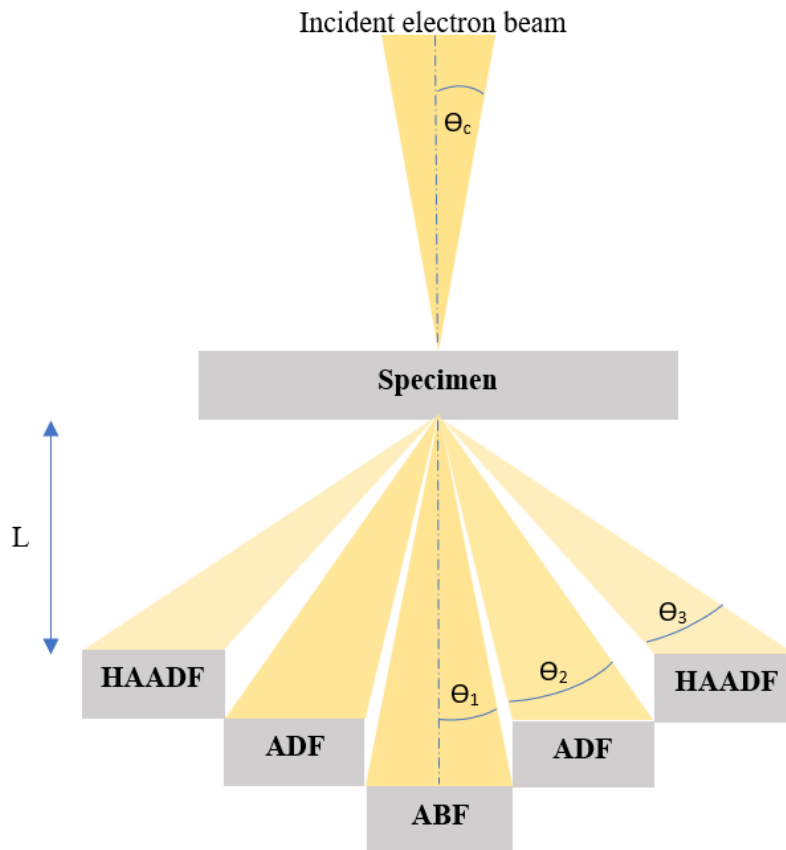 Incident electron beam
ϴc
Specimen
L
ϴ3
HAADF
ϴ2
HAADF
ϴ1
ADF
ADF
ABF